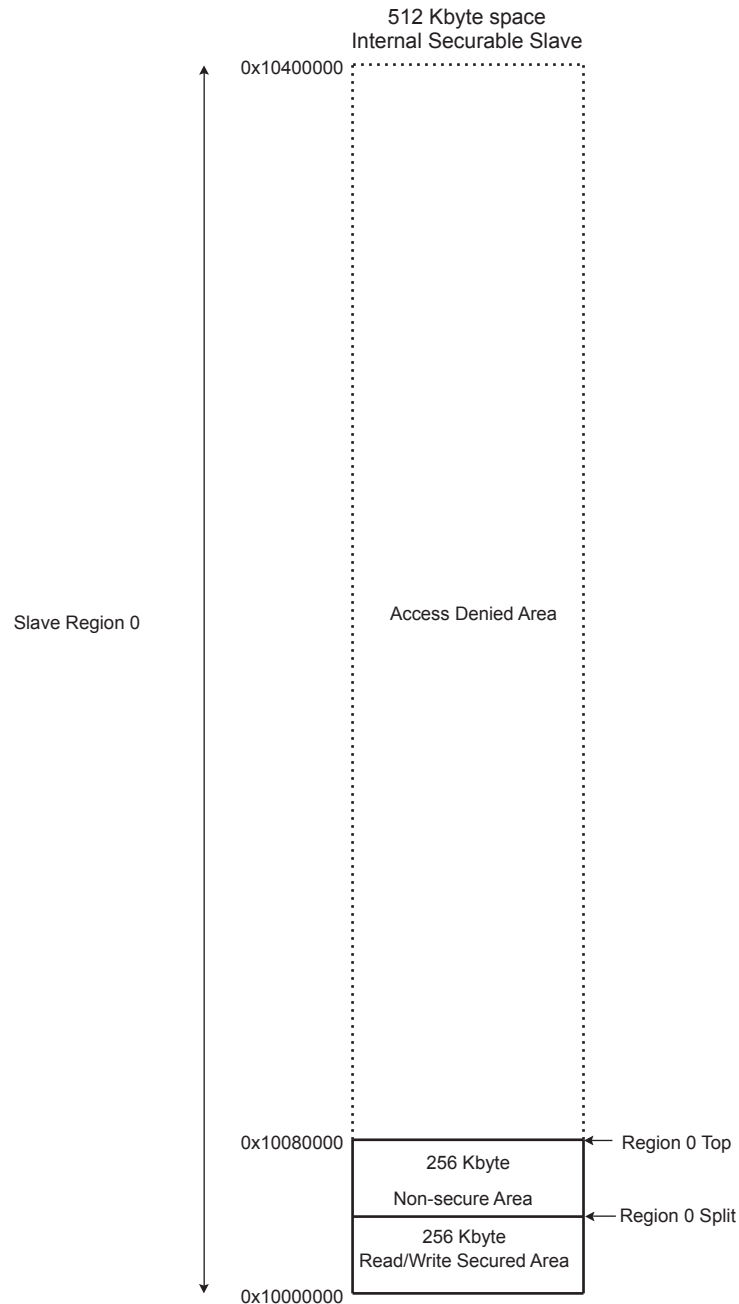 512 Kbyte space
Internal Securable Slave
0x10400000
Slave Region 0
Access Denied Area
0x10080000
Region 0 Top
256 Kbyte
Non-secure Area
Region 0 Split
256 Kbyte
Read/Write Secured Area
0x10000000